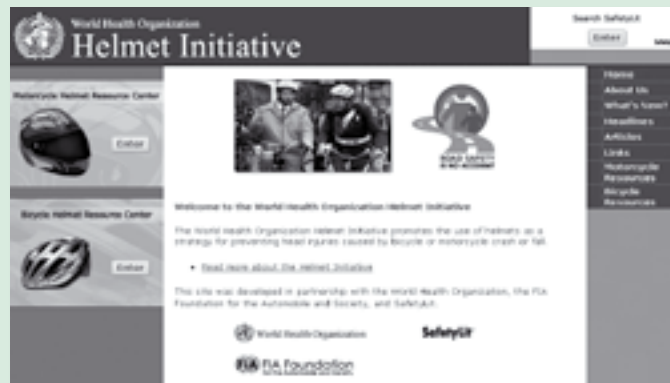 World Health Organization
Helmet Initiative
Search SafetyLit
Enter
Motorcycle Helmet Resource Center
Enter
Bicycle Helmet Resource Center
Enter
ROAD SAFETY
IS NO ACCIDENT
Home
About Us
What's New?
Headlines
Articles
Links
Motorcycle
Resources
Bicycle
Resources
Welcome to the World Health Organization Helmet Initiative
The World Health Organization Helmet Initiative promotes the use of helmets as a
strategy for preventing head injuries caused by bicycle or motorcycle crash or fall.
• Read more about the Helmet Initiative
This site was developed in partnership with the World Health Organization, the FIA
Foundation for the Automobile and Society, and SafetyLit.
World Health Organization
SafetyLit
FIA FIA Foundation